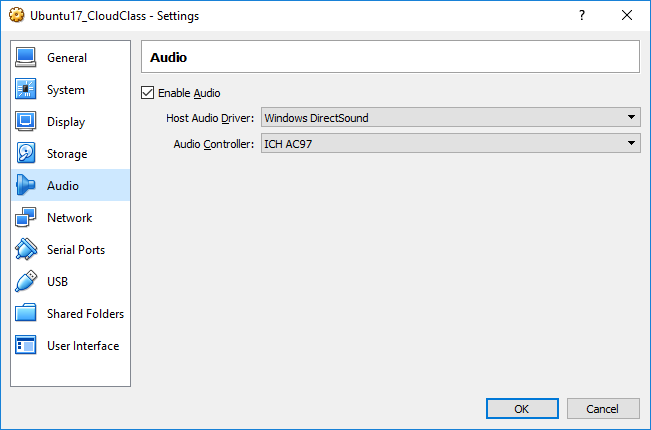 Ubuntu17_CloudClass - Settings
?
General
System
Display
Storage
Audio
Network
Serial Ports
USB
Shared Folders
User Interface
Audio
Enable Audio
Host Audio Driver: Windows DirectSound
Audio Controller: ICH AC97
OK Cancel